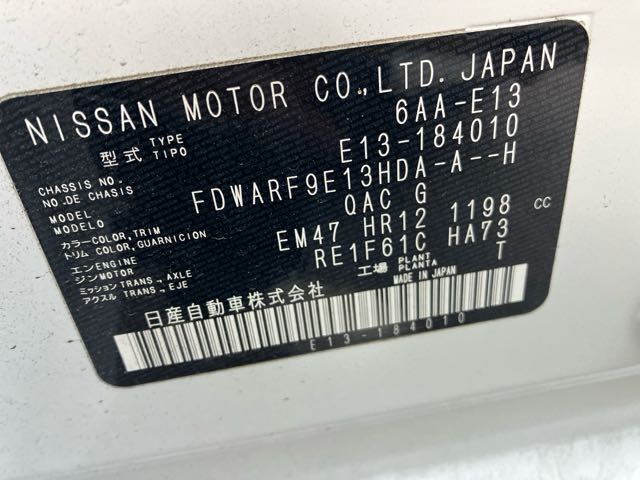 NISSAN MOTOR CO.,LTD. JAPAN
型式 TYPE TIPO 6AA-E13
CHASSIS NO. NO.DE CHASIS E13-184010
MODEL MODELO FDWARF9E13HDA-A--H
カラー COLOR,TRIM トリム COLOR,GUARNICION QAC G
エンジン ENGINE MOTOR EM47 HR12 1198 CC
ミッション TRANS.,AXLE アクスル TRANS.,EJE RE1F61C HA73
工場 PLANT PLANTA T
日産自動車株式会社 MADE IN JAPAN
E13-184010